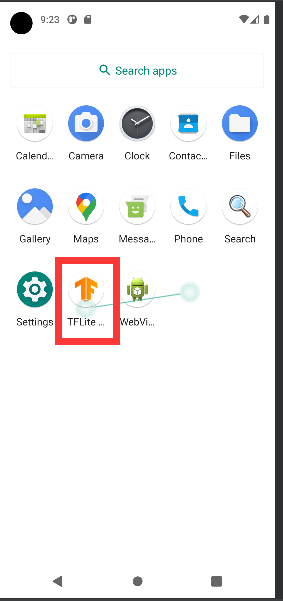 9:23
Search apps
Calend... Camera Clock Contac... Files
Gallery Maps Messa... Phone Search
Settings TFLite ... WebVi...